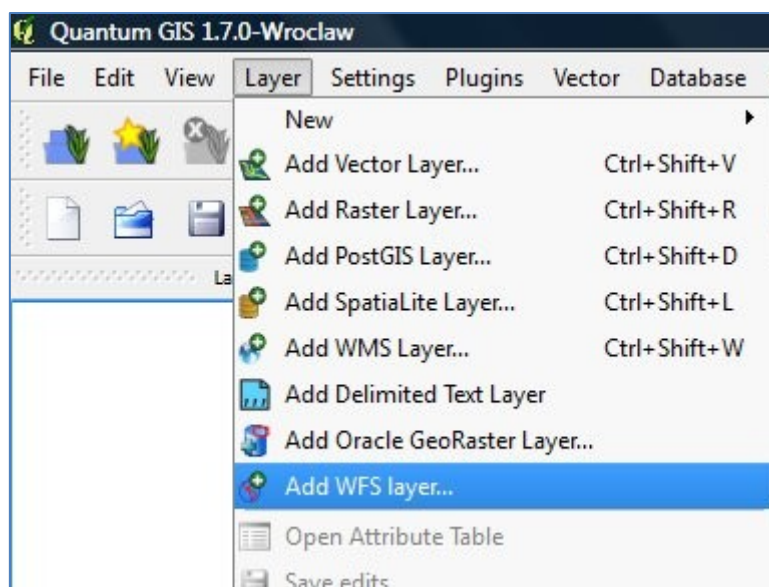 Quantum GIS 1.7.0-Wroclaw
File Edit View Layer Settings Plugins Vector Database
New
Add Vector Layer... Ctrl+Shift+V
Add Raster Layer... Ctrl+Shift+R
Add PostGIS Layer... Ctrl+Shift+D
La
Add SpatiaLite Layer... Ctrl+Shift+L
Add WMS Layer... Ctrl+Shift+W
Add Delimited Text Layer
Add Oracle GeoRaster Layer...
Add WFS layer...
Open Attribute Table
Save edits